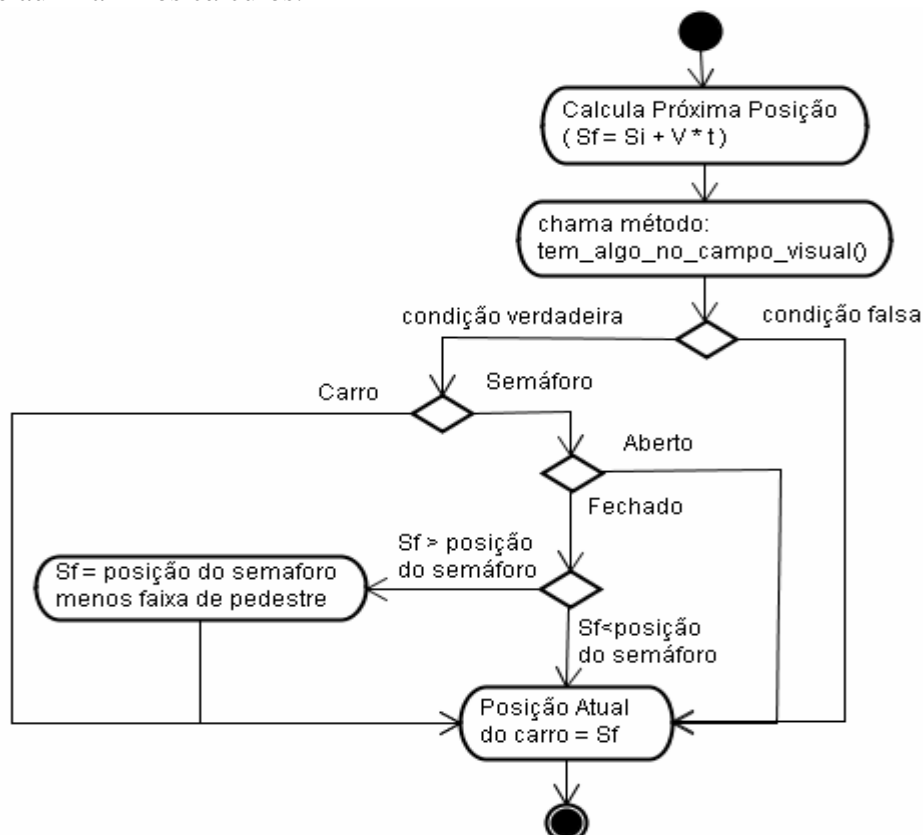 Calcula Próxima Posição
( Sf = Si + V * t )
chama método:
tem_algo_no_campo_visual()
condição verdadeira
condição falsa
Carro
Semáforo
Aberto
Fechado
Sf > posição
do semáforo
Sf = posição do semaforo
menos faixa de pedestre
Sf<posição
do semáforo
Posição Atual
do carro = Sf